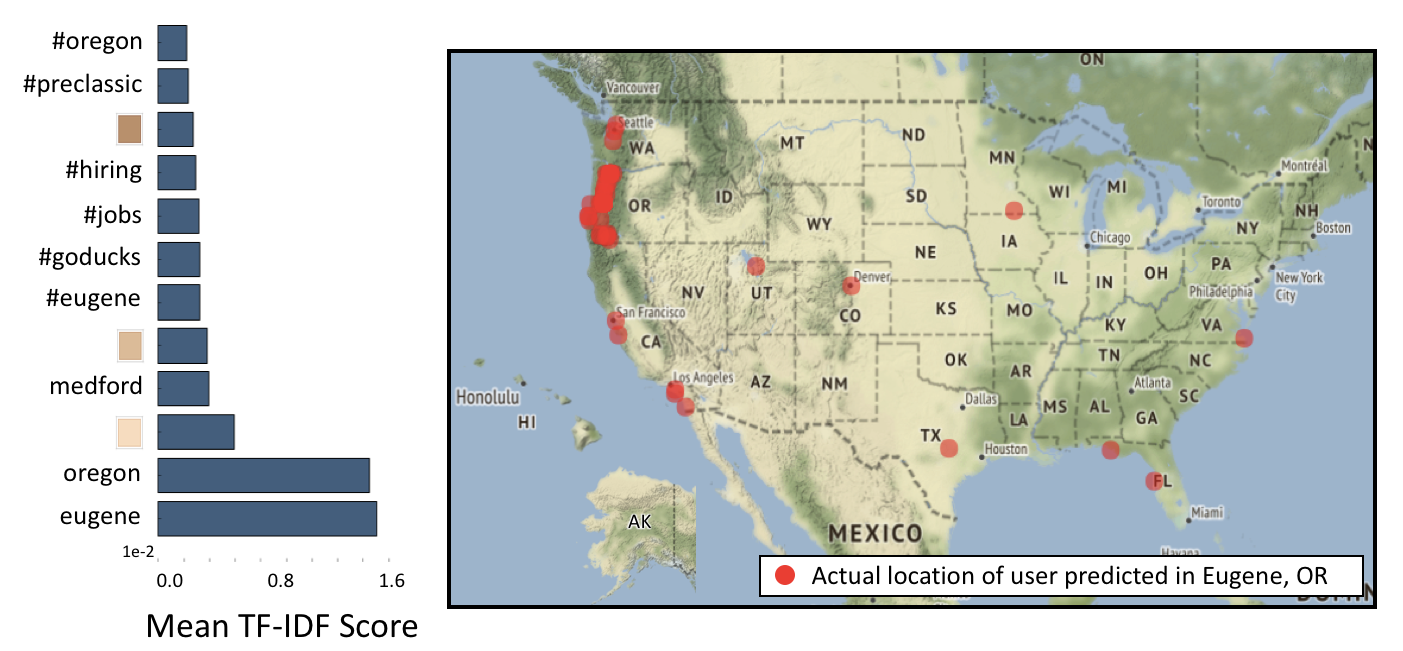 #oregon
#preclassic
#hiring
#jobs
#goducks
#eugene
medford
oregon
eugene
1e-2
0.0 0.8 1.6
Mean TF-IDF Score
ON
Vancouver
Seattle
WA
MT
ND
MN
Montréal
OR
ID
SD
WI
MI
Toronto
NH
WY
NY
Boston
IA
Chicago
NE
PA
New York
City
NV
UT
Denver
IL
IN
OH
Philadelphia
San Francisco
CO
KS
MO
KY
VA
CA
OK
TN
NC
Los Angeles
AZ
NM
AR
Atlanta
SC
Honolulu
HI
Dallas
MS
AL
GA
LA
TX
Houston
FL
Miami
AK
MEXICO
Havana
Actual location of user predicted in Eugene, OR